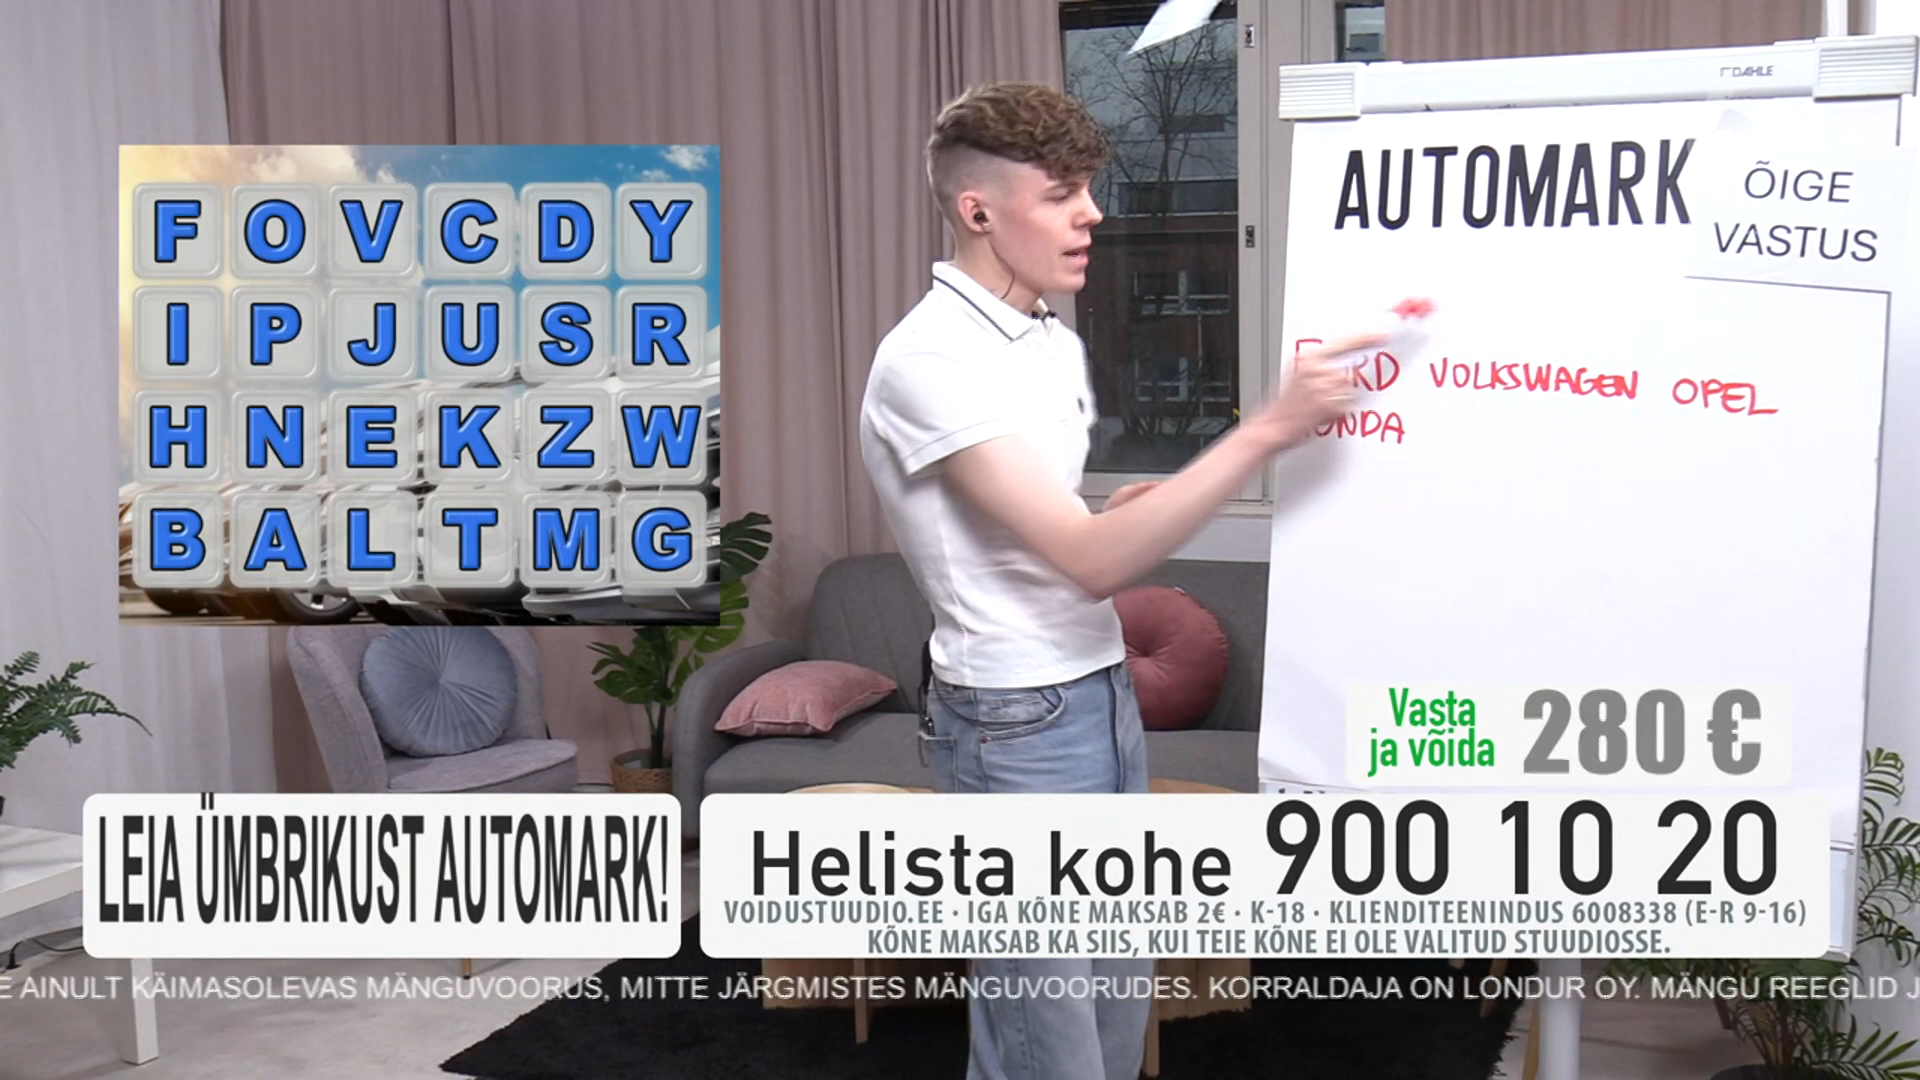 F O V C D Y
I P J U S R
H N E K Z W
B A L T M G
DAHLE
AUTOMARK
ÕIGE
VASTUS
VOLKSWAGEN OPEL
Vasta
ja võida
280 €
LEIA ÜMBRIKUST AUTOMARK!
Helista kohe 900 10 20
VOIDUSTUUDIO.EE · IGA KÕNE MAKSAB 2€ · K-18 · KLIENDITEENINDUS 6008338 (E-R 9-16)
KÕNE MAKSAB KA SIIS, KUI TEIE KÕNE EI OLE VALITUD STUUDIOSSE.
E AINULT KÄIMASOLEVAS MÄNGUVOORUS, MITTE JÄRGMISTES MÄNGUVOORUDES. KORRALDAJA ON LONDUR OY. MÄNGU REEGLID J